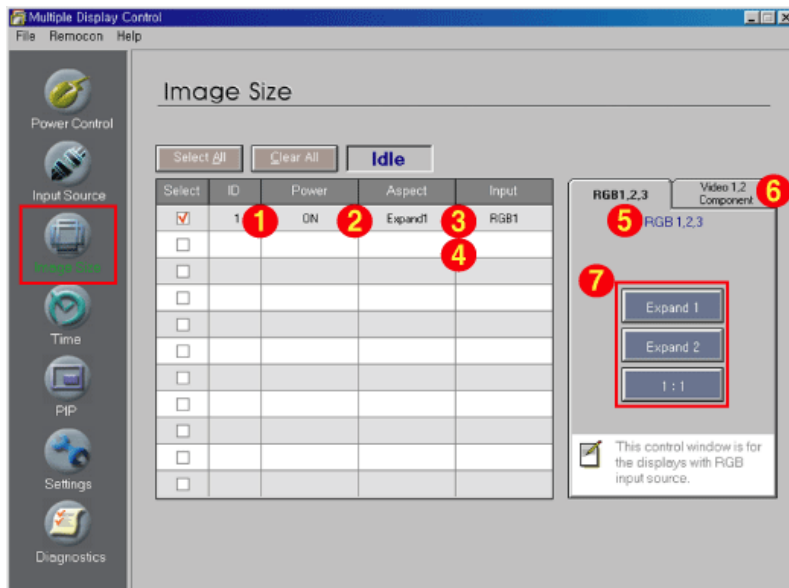 Multiple Display Control
File Remocon Help
Power Control
Input Source
Image Size
Time
PIP
Settings
Diagnostics
Image Size
Select All Clear All Idle
Select ID Power Aspect Input
1 1 ON 2 Expand1 3 RGB1
4
RGB1,2,3
Video 1,2
Component 6
5 RGB 1,2,3
7
Expand 1
Expand 2
1 : 1
This control window is for
the displays with RGB
input source.